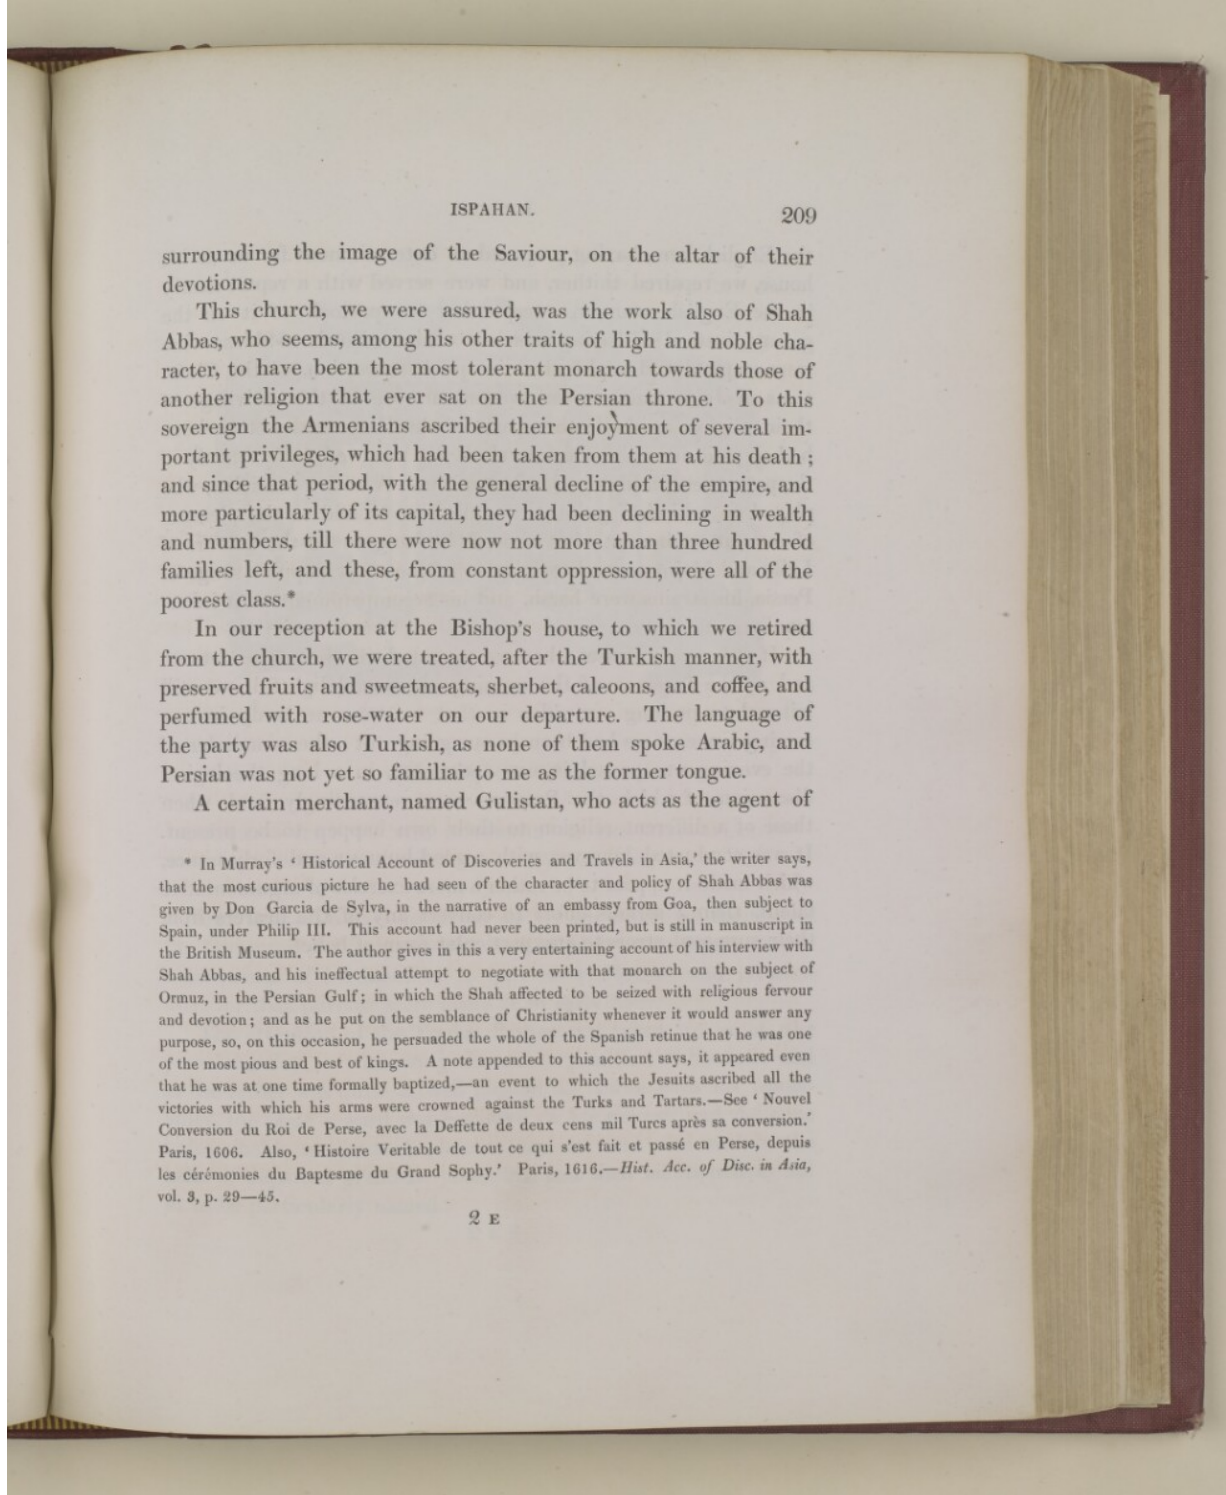 ISPAHAN. 209
surrounding the image of the Saviour, on the altar of their
devotions.
This church, we were assured, was the work also of Shah
Abbas, who seems, among his other traits of high and noble cha-
racter, to have been the most tolerant monarch towards those of
another religion that ever sat on the Persian throne. To this
sovereign the Armenians ascribed their enjoyment of several im-
portant privileges, which had been taken from them at his death;
and since that period, with the general decline of the empire, and
more particularly of its capital, they had been declining in wealth
and numbers, till there were now not more than three hundred
families left, and these, from constant oppression, were all of the
poorest class.*
In our reception at the Bishop's house, to which we retired
from the church, we were treated, after the Turkish manner, with
preserved fruits and sweetmeats, sherbet, caleoons, and coffee, and
perfumed with rose-water on our departure. The language of
the party was also Turkish, as none of them spoke Arabic, and
Persian was not yet so familiar to me as the former tongue.
A certain merchant, named Gulistan, who acts as the agent of
* In Murray's ‘ Historical Account of Discoveries and Travels in Asia,’ the writer says,
that the most curious picture he had seen of the character and policy of Shah Abbas was
given by Don Garcia de Sylva, in the narrative of an embassy from Goa, then subject to
Spain, under Philip III. This account had never been printed, but is still in manuscript in
the British Museum. The author gives in this a very entertaining account of his interview with
Shah Abbas, and his ineffectual attempt to negotiate with that monarch on the subject of
Ormuz, in the Persian Gulf; in which the Shah affected to be seized with religious fervour
and devotion; and as he put on the semblance of Christianity whenever it would answer any
purpose, so, on this occasion, he persuaded the whole of the Spanish retinue that he was one
of the most pious and best of kings. A note appended to this account says, it appeared even
that he was at one time formally baptized,—an event to which the Jesuits ascribed all the
victories with which his arms were crowned against the Turks and Tartars.—See ‘ Nouvel
Conversion du Roi de Perse, avec la Deffette de deux cens mil Turcs après sa conversion.’
Paris, 1606. Also, ‘ Histoire Veritable de tout ce qui s'est fait et passé en Perse, depuis
les cérémonies du Baptesme du Grand Sophy.’ Paris, 1616.—Hist. Acc. of Disc. in Asia,
vol. 3, p. 29—45.
2 E